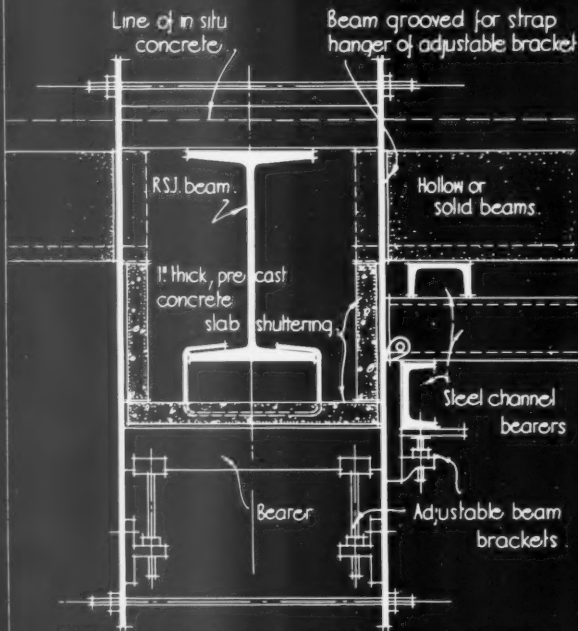 Line of in situ
concrete
Beam grooved for strap
hanger of adjustable bracket
R.S.J. beam.
Hollow or
solid beams.
1" thick, pre cast
concrete
slab shuttering.
Steel channel
bearers
Bearer
Adjustable beam
brackets